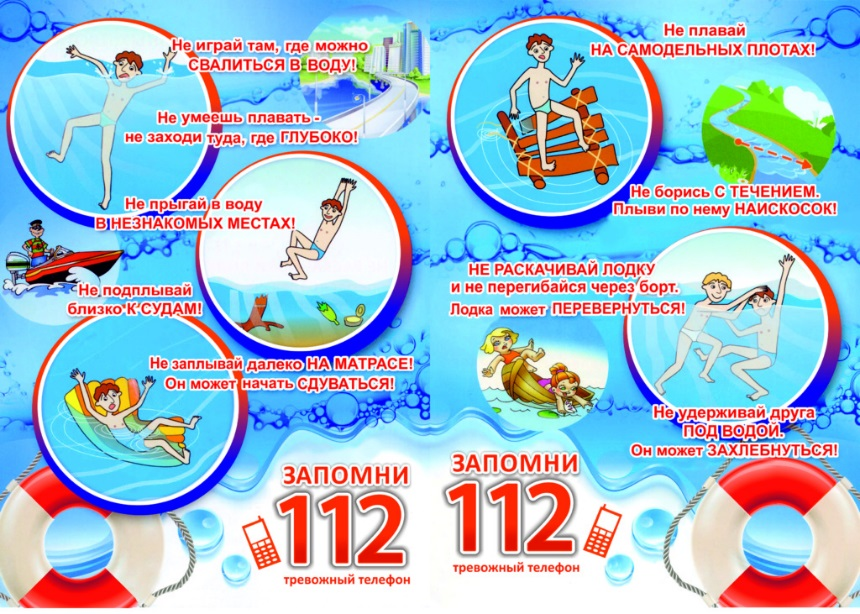 Не играй там, где можно
СВАЛИТЬСЯ В ВОДУ!
Не умеешь плавать -
не заходи туда, где ГЛУБОКО!
Не прыгай в воду
В НЕЗНАКОМЫХ МЕСТАХ!
Не подплывай
близко К СУДАМ!
Не заплывай далеко НА МАТРАСЕ!
Он может начать СДУВАТЬСЯ!
ЗАПОМНИ
112
тревожный телефон
Не плавай
НА САМОДЕЛЬНЫХ ПЛОТАХ!
Не борись С ТЕЧЕНИЕМ.
Плыви по нему НАИСКОСОК!
НЕ РАСКАЧИВАЙ ЛОДКУ
и не перегибайся через борт.
Лодка может ПЕРЕВЕРНУТЬСЯ!
Не удерживай друга
ПОД ВОДОЙ.
Он может ЗАХЛЕБНУТЬСЯ!
ЗАПОМНИ
112
тревожный телефон